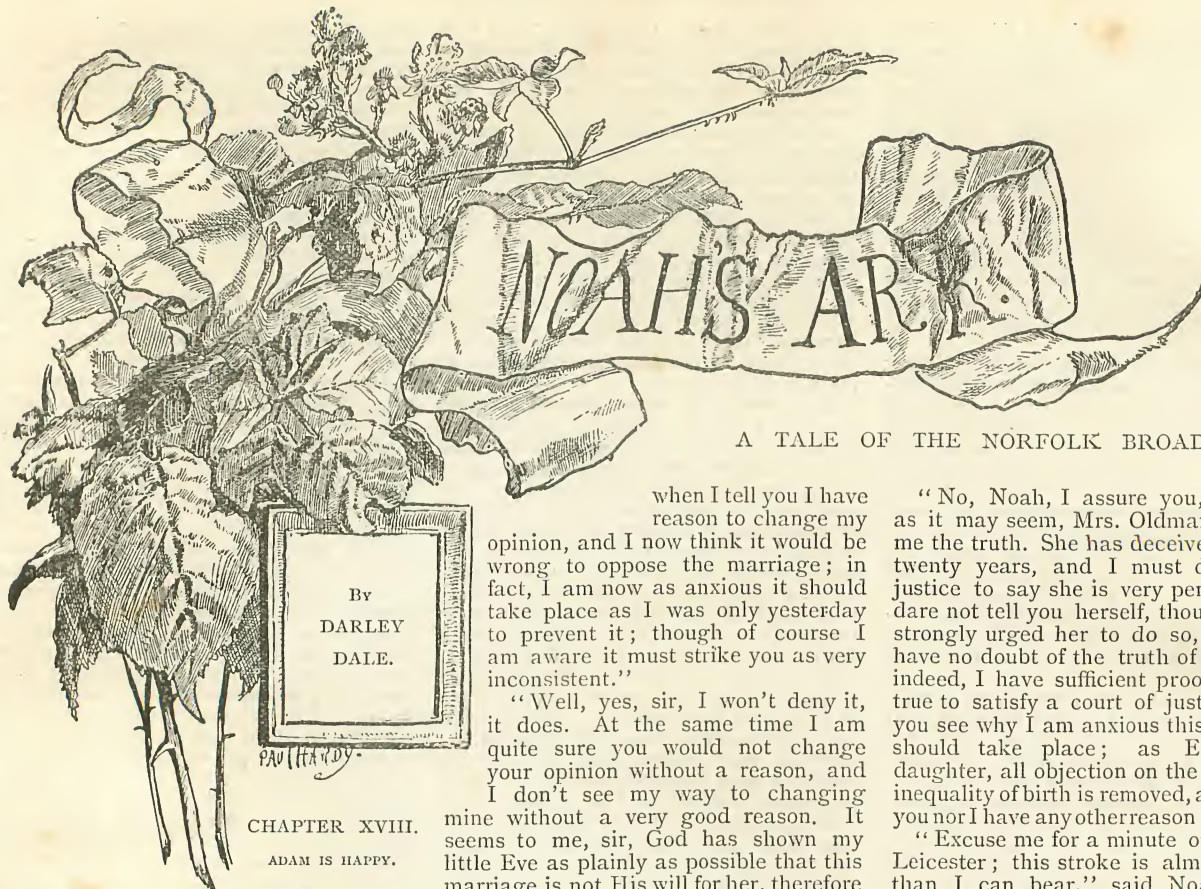 NOAH'S ARK
A TALE OF THE NORFOLK BROAD
By
DARLEY
DALE.
PAUL HARDY.
CHAPTER XVIII.
ADAM IS HAPPY.
when I tell you I have
reason to change my
opinion, and I now think it would be
wrong to oppose the marriage; in
fact, I am now as anxious it should
take place as I was only yesterday
to prevent it; though of course I
am aware it must strike you as very
inconsistent."
"Well, yes, sir, I won't deny it,
it does. At the same time I am
quite sure you would not change
your opinion without a reason, and
I don't see my way to changing
mine without a very good reason. It
seems to me, sir, God has shown my
little Eve as plainly as possible that this
marriage is not His will for her, therefore
"No, Noah, I assure you,
as it may seem, Mrs. Oldma
me the truth. She has deceive
twenty years, and I must d
justice to say she is very per
dare not tell you herself, thou
strongly urged her to do so,
have no doubt of the truth of
indeed, I have sufficient proo
true to satisfy a court of just
you see why I am anxious this
should take place; as E
daughter, all objection on the
inequality of birth is removed, a
you nor I have any other reason
"Excuse me for a minute o
Leicester; this stroke is alm
than I can bear," said No